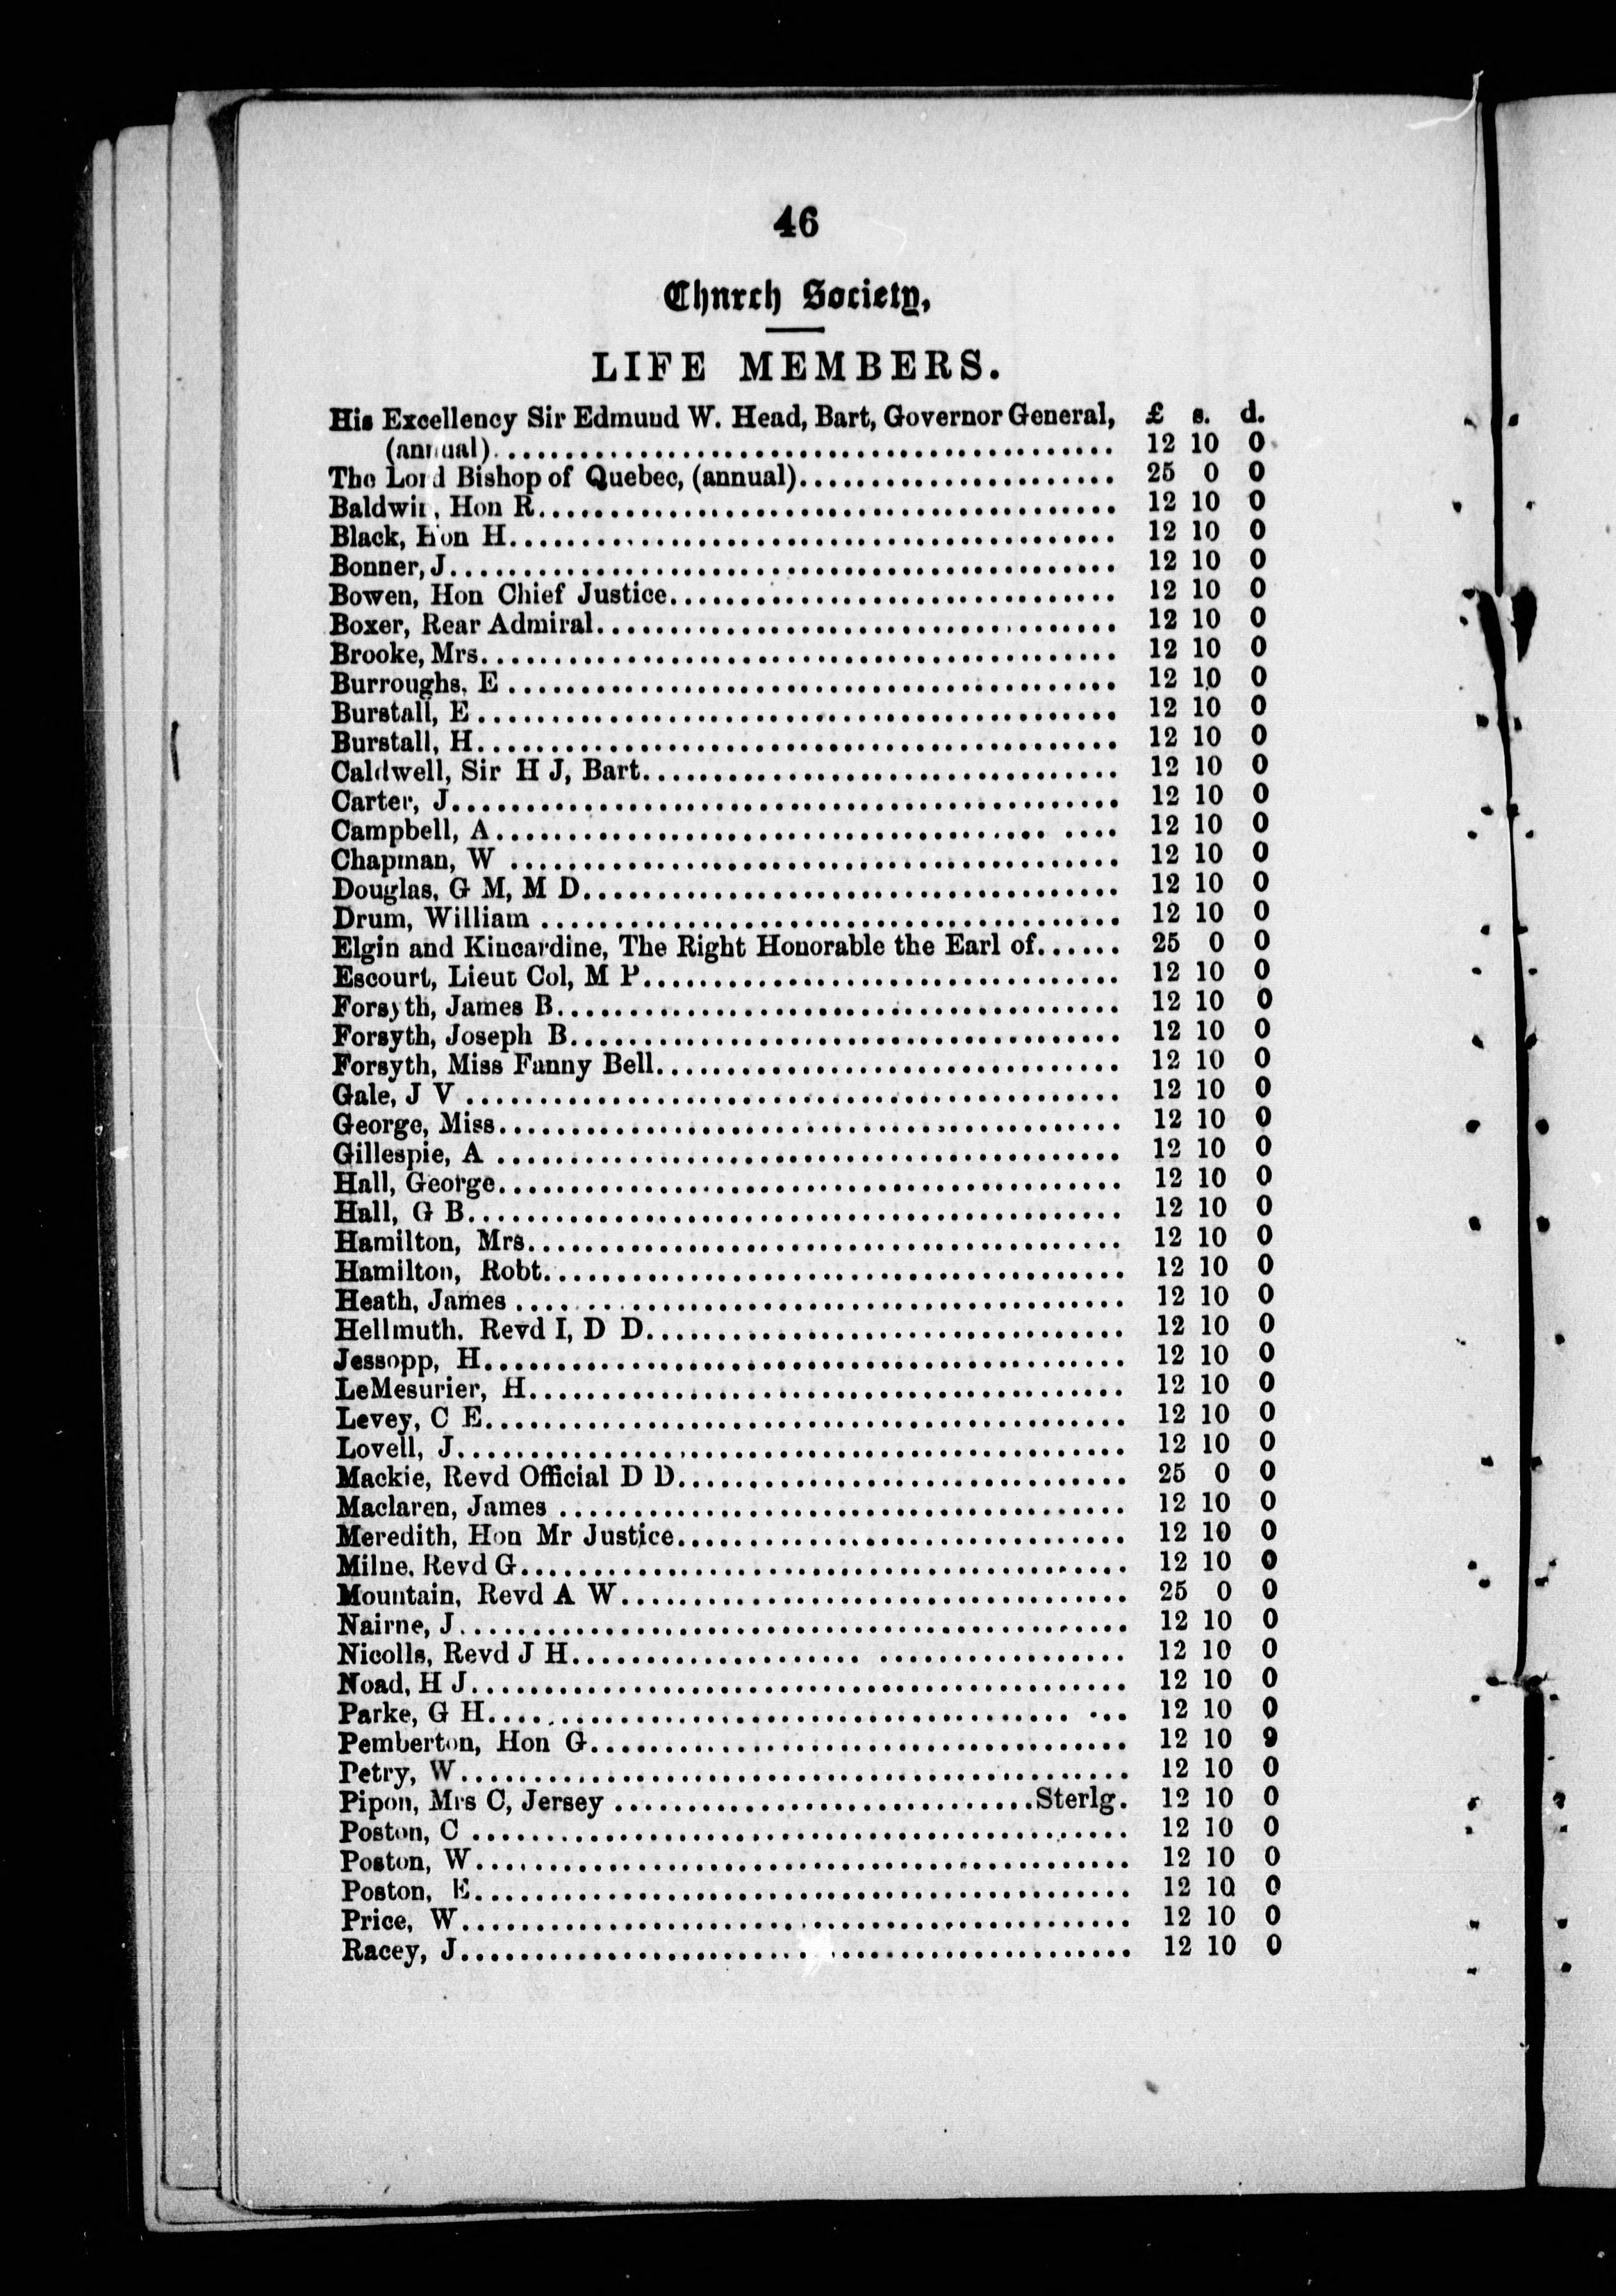 46
Church Society,
LIFE MEMBERS.
His Excellency Sir Edmund W. Head, Bart, Governor General, £ s. d.
(annual)........ 12 10 0
The Lord Bishop of Quebec, (annual)........ 25 0 0
Baldwin, Hon R........ 12 10 0
Black, Hon H........ 12 10 0
Bonner, J........ 12 10 0
Bowen, Hon Chief Justice........ 12 10 0
Boxer, Rear Admiral........ 12 10 0
Brooke, Mrs........ 12 10 0
Burroughs, E........ 12 10 0
Burstall, E........ 12 10 0
Burstall, H........ 12 10 0
Caldwell, Sir H J, Bart........ 12 10 0
Carter, J........ 12 10 0
Campbell, A........ 12 10 0
Chapman, W........ 12 10 0
Douglas, G M, M D........ 12 10 0
Drum, William........ 12 10 0
Elgin and Kincardine, The Right Honorable the Earl of...... 25 0 0
Escourt, Lieut Col, M P........ 12 10 0
Forsyth, James B........ 12 10 0
Forsyth, Joseph B........ 12 10 0
Forsyth, Miss Fanny Bell........ 12 10 0
Gale, J V........ 12 10 0
George, Miss........ 12 10 0
Gillespie, A........ 12 10 0
Hall, George........ 12 10 0
Hall, G B........ 12 10 0
Hamilton, Mrs........ 12 10 0
Hamilton, Robt........ 12 10 0
Heath, James........ 12 10 0
Hellmuth. Revd I, D D........ 12 10 0
Jessopp, H........ 12 10 0
LeMesurier, H........ 12 10 0
Levey, C E........ 12 10 0
Lovell, J........ 12 10 0
Mackie, Revd Official D D........ 25 0 0
Maclaren, James........ 12 10 0
Meredith, Hon Mr Justice........ 12 10 0
Milne. Revd G........ 12 10 0
Mountain, Revd A W........ 25 0 0
Nairne, J........ 12 10 0
Nicolls, Revd J H........ 12 10 0
Noad, H J........ 12 10 0
Parke, G H........ 12 10 0
Pemberton, Hon G........ 12 10 9
Petry, W........ 12 10 0
Pipon, Mrs C, Jersey........Sterlg. 12 10 0
Poston, C........ 12 10 0
Poston, W........ 12 10 0
Poston, E........ 12 10 0
Price, W........ 12 10 0
Racey, J........ 12 10 0